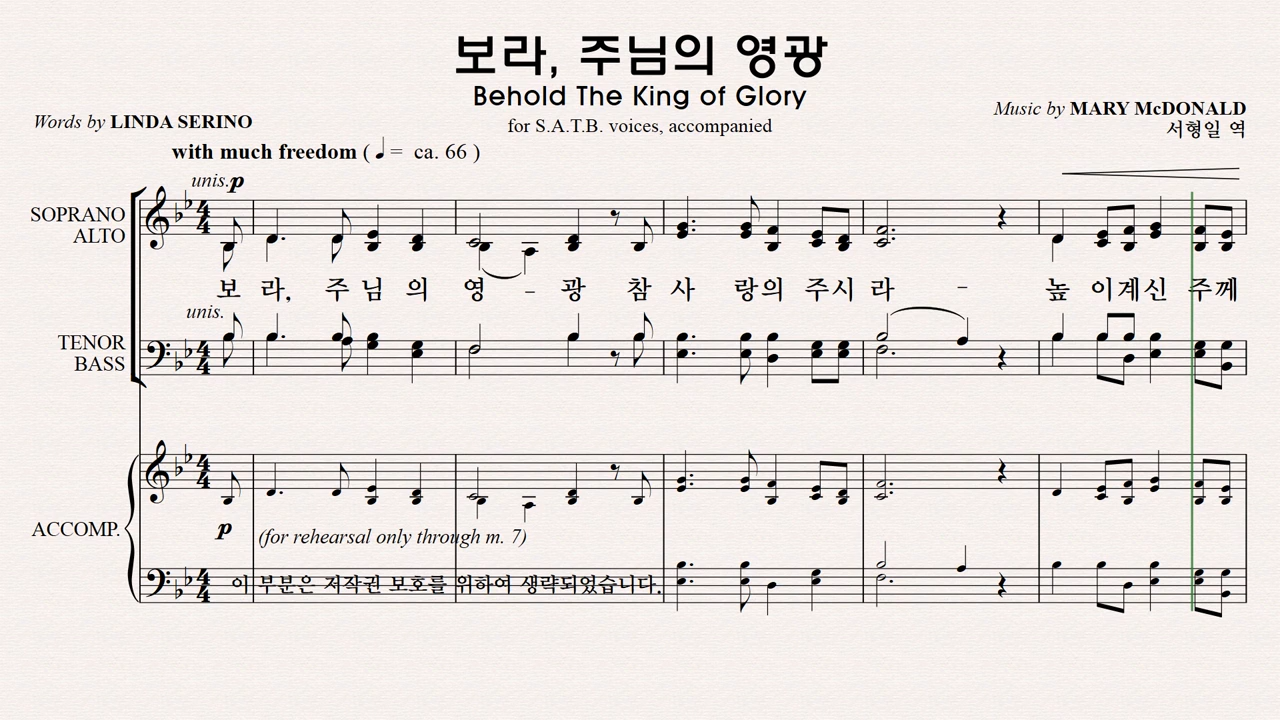 보라, 주님의 영광
Behold The King of Glory
Words by LINDA SERINO
for S.A.T.B. voices, accompanied
Music by MARY McDONALD
서형일 역
with much freedom ( ♩ = ca. 66 )
unis. p
SOPRANO
ALTO
보 라, 주 님 의 영 - 광 참 사 랑의 주시 라 - 높 이계신 주께
unis.
TENOR
BASS
ACCOMP.
p
(for rehearsal only through m. 7)
이 부분은 저작권 보호를 위하여 생략되었습니다.